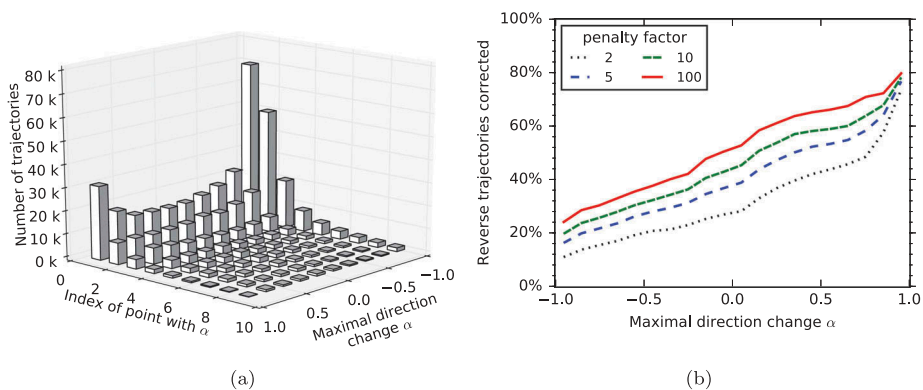 80 k
70 k
60 k
50 k
40 k
30 k
20 k
10 k
0 k
Number of trajectories
0
2
4
6
8
10
Index of point with α
1.0
0.5
0.0
−0.5
−1.0
Maximal direction
change α
(a)
100%
80%
60%
40%
20%
0%
Reverse trajectories corrected
penalty factor
2 10
5 100
−1.0 −0.5 0.0 0.5 1.0
Maximal direction change α
(b)